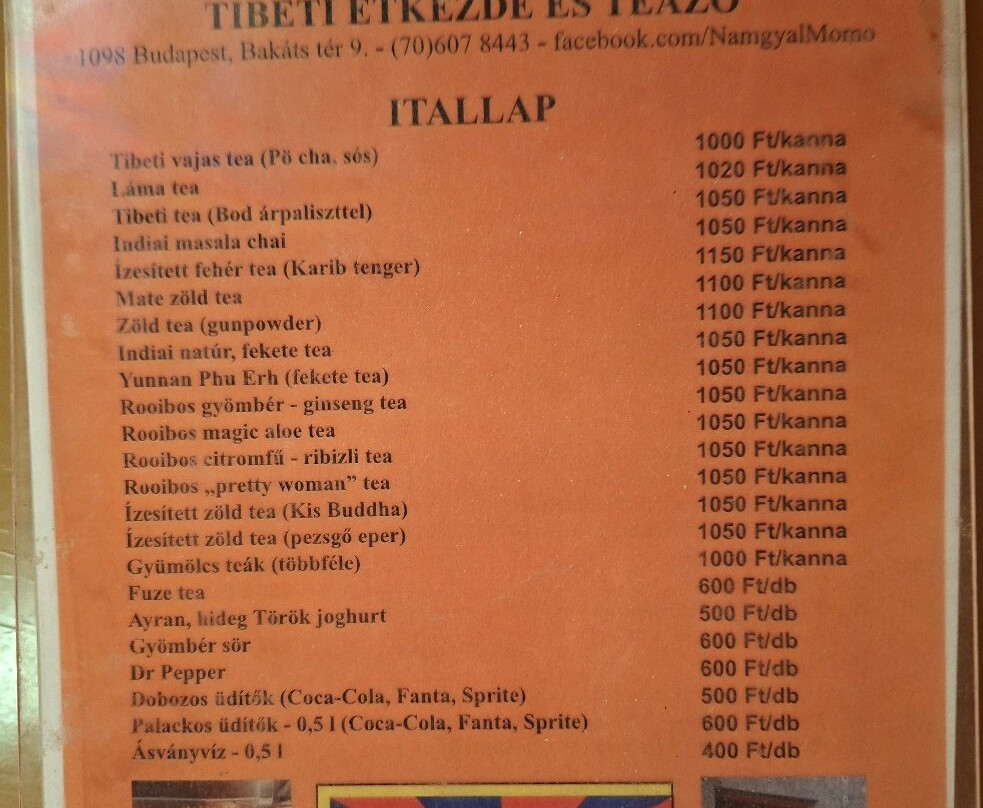 TIBETI ÉTKEZDE ÉS TEÁZÓ
1098 Budapest, Bakáts tér 9. - (70)607 8443 - facebook.com/NamgyalMomo
ITALLAP
Tibeti vajas tea (Pö cha, sós) 1000 Ft/kanna
Láma tea 1020 Ft/kanna
Tibeti tea (Bod árpaliszttel) 1050 Ft/kanna
Indiai masala chai 1050 Ft/kanna
Ízesített fehér tea (Karib tenger) 1150 Ft/kanna
Mate zöld tea 1100 Ft/kanna
Zöld tea (gunpowder) 1100 Ft/kanna
Indiai natúr, fekete tea 1050 Ft/kanna
Yunnan Phu Erh (fekete tea) 1050 Ft/kanna
Rooibos gyömbér - ginseng tea 1050 Ft/kanna
Rooibos magic aloe tea 1050 Ft/kanna
Rooibos citromfű - ribizli tea 1050 Ft/kanna
Rooibos „pretty woman” tea 1050 Ft/kanna
Ízesített zöld tea (Kis Buddha) 1050 Ft/kanna
Ízesített zöld tea (pezsgő eper) 1050 Ft/kanna
Gyümölcs teák (többféle) 1000 Ft/kanna
Fuze tea 600 Ft/db
Ayran, hideg Török joghurt 500 Ft/db
Gyömbér sör 600 Ft/db
Dr Pepper 600 Ft/db
Dobozos üdítők (Coca-Cola, Fanta, Sprite) 500 Ft/db
Palackos üdítők - 0,5 l (Coca-Cola, Fanta, Sprite) 600 Ft/db
Ásványvíz - 0,5 l 400 Ft/db